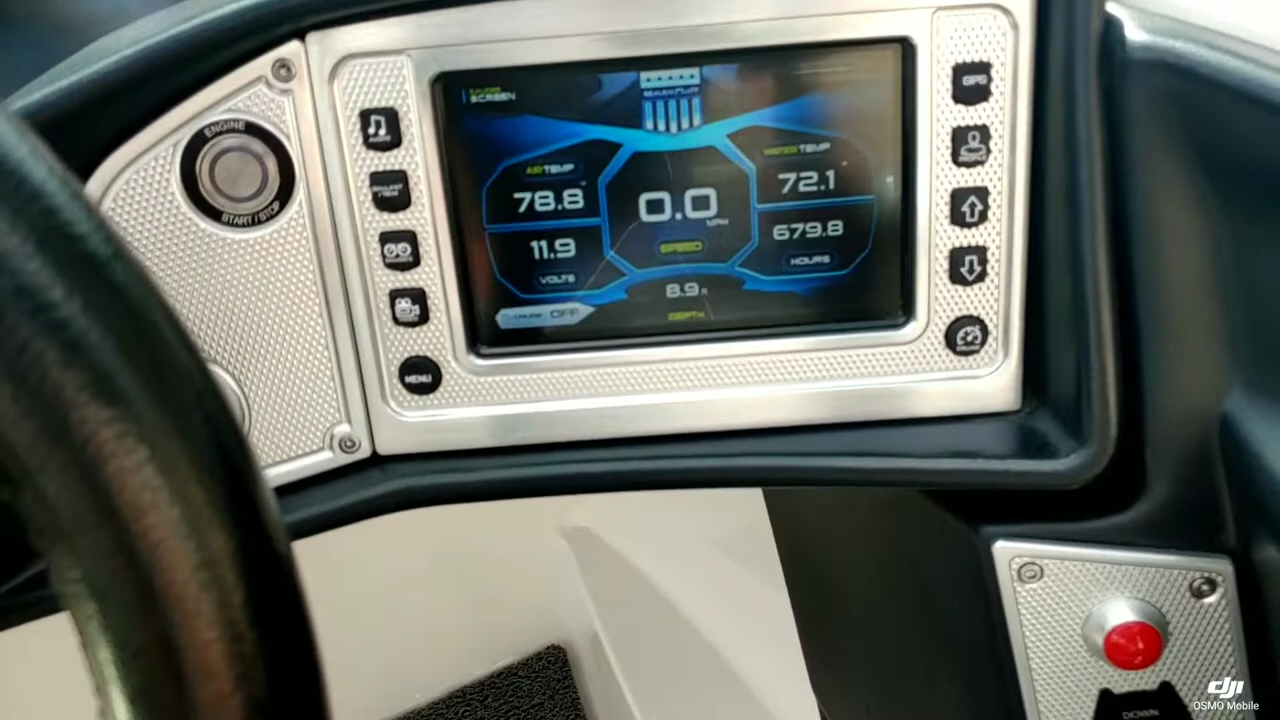 ENGINE
START / STOP
SCREEN
AIR TEMP
78.8
11.9
VOLTS
OFF
0.0
MPH
SPEED
8.9
DEPTH
WATER TEMP
72.1
679.8
HOURS
MENU
GPS
DOWN
dji
OSMO Mobile